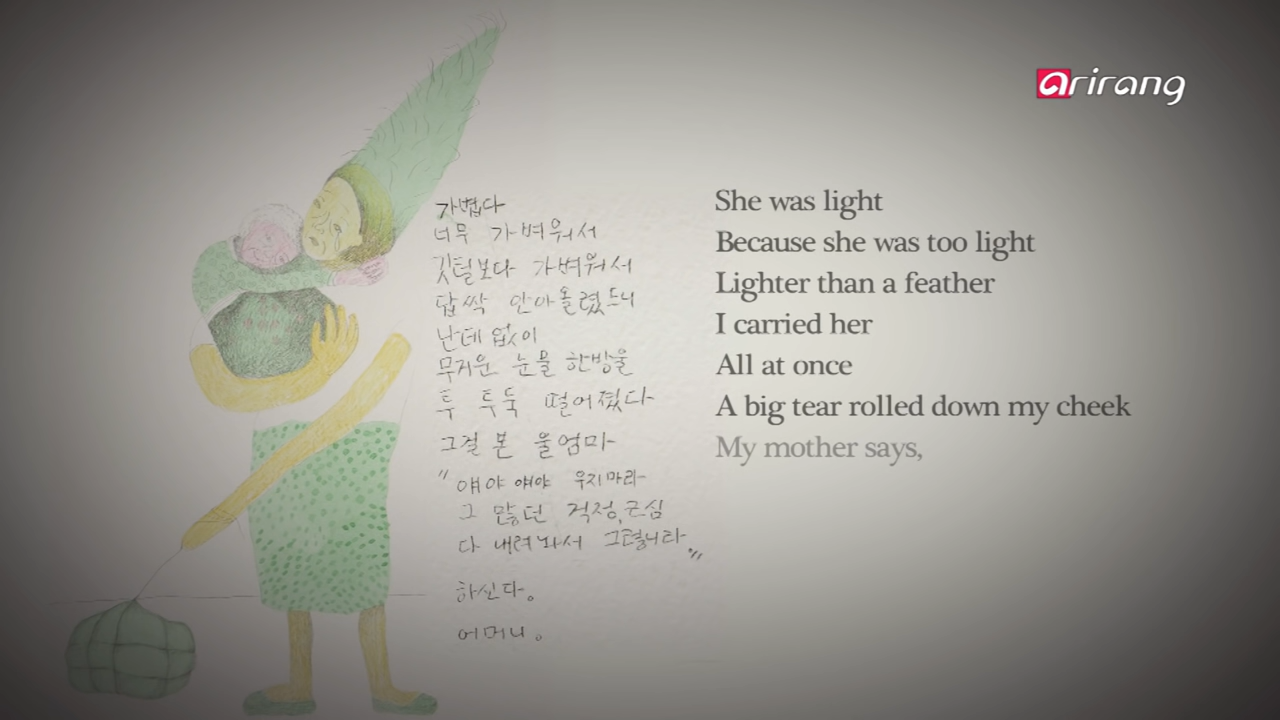 arirang
가볍다
너무 가벼워서
깃털보다 가벼워서
답싹 안아올렸드니
난데없이
무거운 눈물 한방울
투 투둑 떨어졌다
그걸 본 울엄마
"얘야 얘야 우지마라
그 많던 걱정,근심
다 내려놔서 그렇니라"
하신다。
어머니。
She was light
Because she was too light
Lighter than a feather
I carried her
All at once
A big tear rolled down my cheek
My mother says,